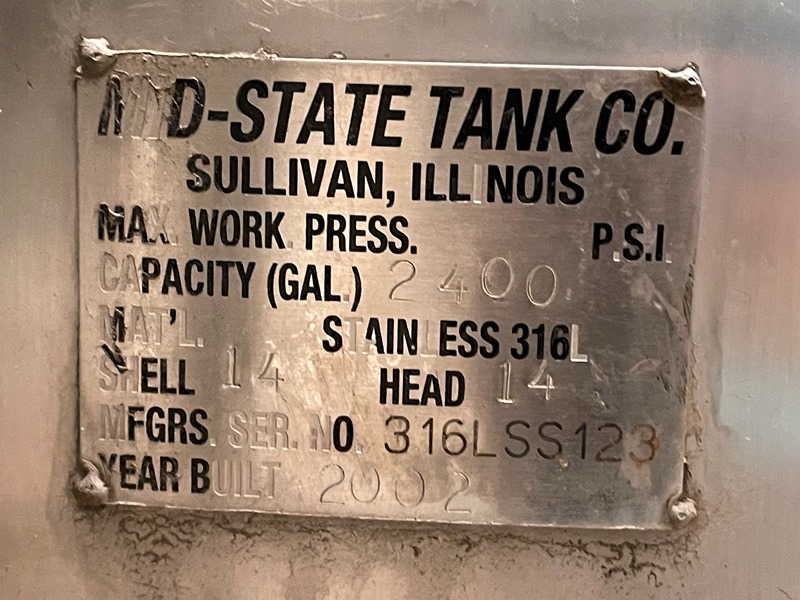 MID-STATE TANK CO.
SULLIVAN, ILLINOIS
MAX. WORK. PRESS. P.S.I.
CAPACITY (GAL.) 2400
MAT'L. STAINLESS 316L
SHELL 14 HEAD 14
MFGRS. SER. NO. 316LSS123
YEAR BUILT 2002